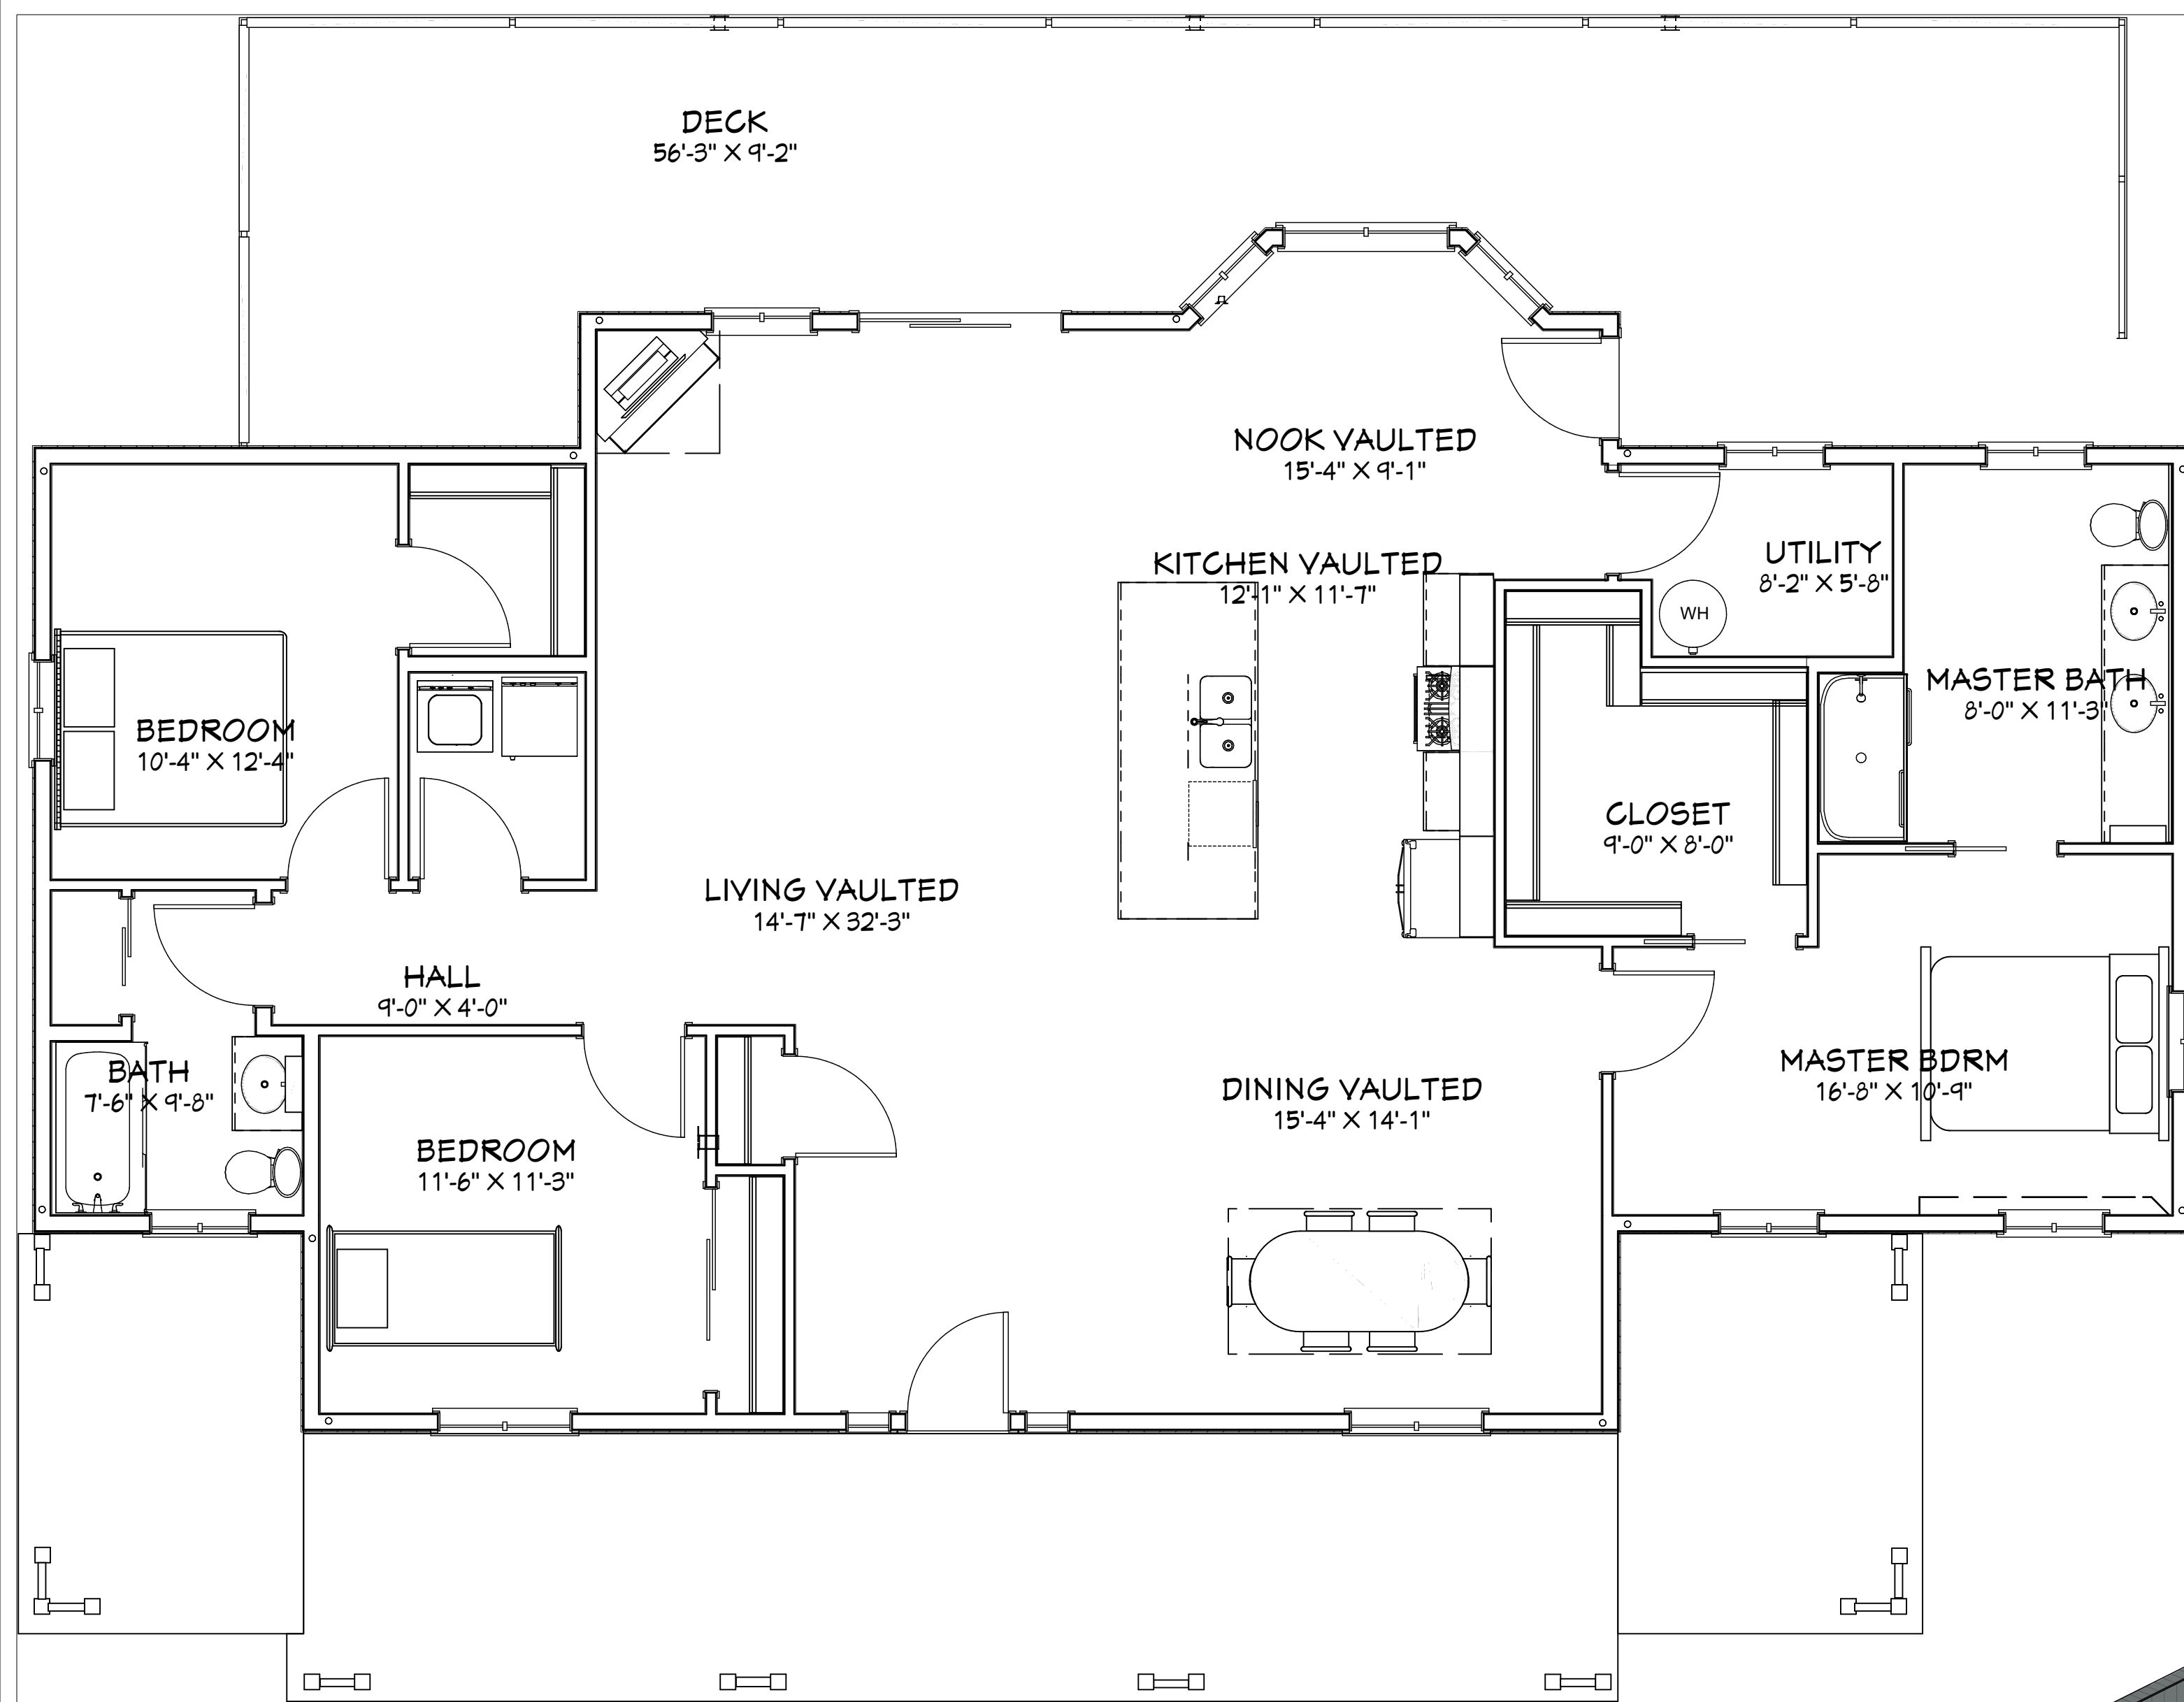 DECK
56'-3" X 9'-2"
NOOK VAULTED
15'-4" X 9'-1"
KITCHEN VAULTED
12'-1" X 11'-7"
UTILITY
8'-2" X 5'-8"
WH
MASTER BATH
8'-0" X 11'-3"
BEDROOM
10'-4" X 12'-4"
CLOSET
9'-0" X 8'-0"
LIVING VAULTED
14'-7" X 32'-3"
HALL
9'-0" X 4'-0"
BATH
7'-6" X 9'-8"
MASTER BDRM
16'-8" X 10'-9"
DINING VAULTED
15'-4" X 14'-1"
BEDROOM
11'-6" X 11'-3"